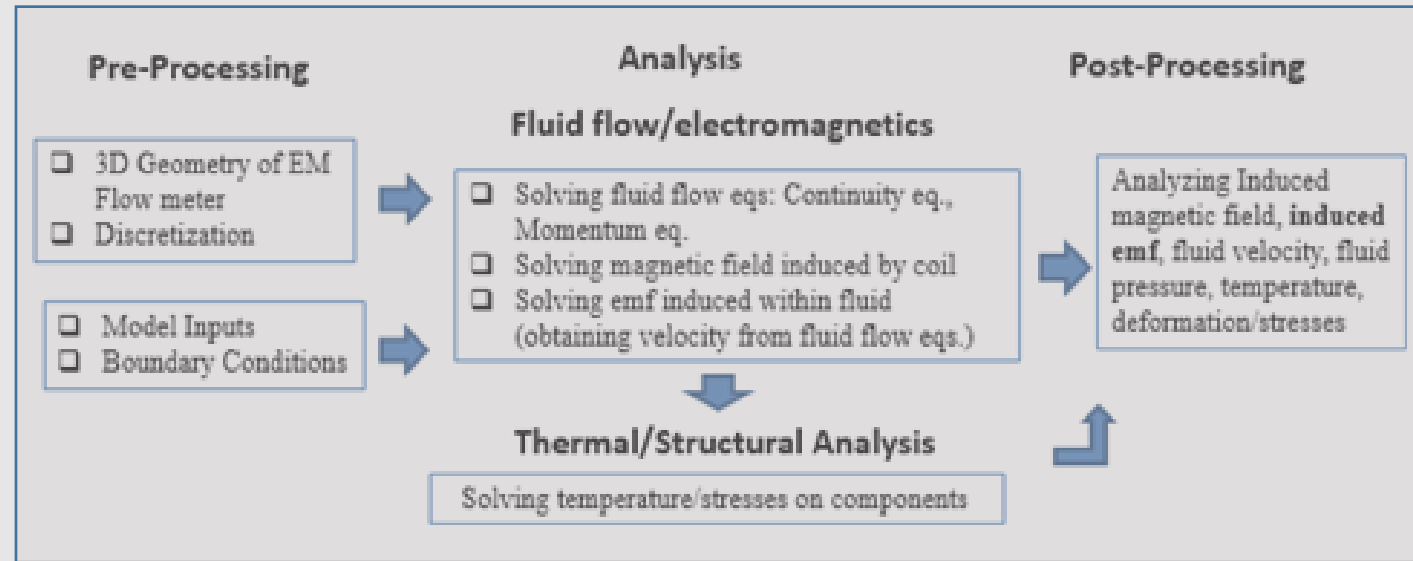 Pre-Processing
Analysis
Post-Processing
Fluid flow/electromagnetics
❑ 3D Geometry of EM
Flow meter
❑ Discretization
❑ Model Inputs
❑ Boundary Conditions
❑ Solving fluid flow eqs: Continuity eq.,
Momentum eq.
❑ Solving magnetic field induced by coil
❑ Solving emf induced within fluid
(obtaining velocity from fluid flow eqs.)
Thermal/Structural Analysis
Solving temperature/stresses on components
Analyzing Induced
magnetic field, induced
emf, fluid velocity, fluid
pressure, temperature,
deformation/stresses